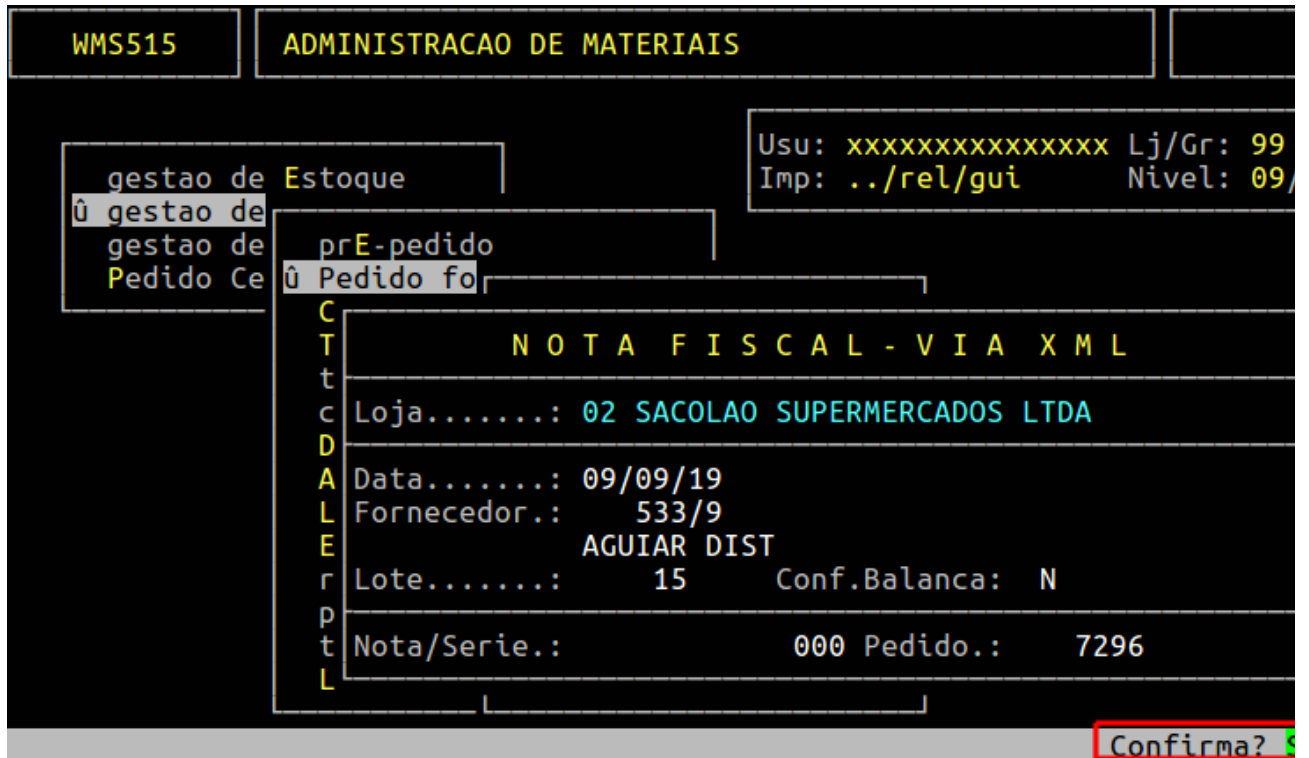 WMS515 ADMINISTRACAO DE MATERIAIS
Usu: xxxxxxxxxxxxxxx Lj/Gr: 99
Imp: ../rel/gui Nivel: 09/
gestao de Estoque
û gestao de
gestao de
Pedido Ce
prE-pedido
û Pedido fo
C
T
t
c
D
A
L
E
r
p
t
L
N O T A F I S C A L - V I A X M L
Loja.......: 02 SACOLAO SUPERMERCADOS LTDA
Data.......: 09/09/19
Fornecedor.: 533/9
AGUIAR DIST
Lote.......: 15 Conf.Balanca: N
Nota/Serie.: 000 Pedido.: 7296
Confirma? S